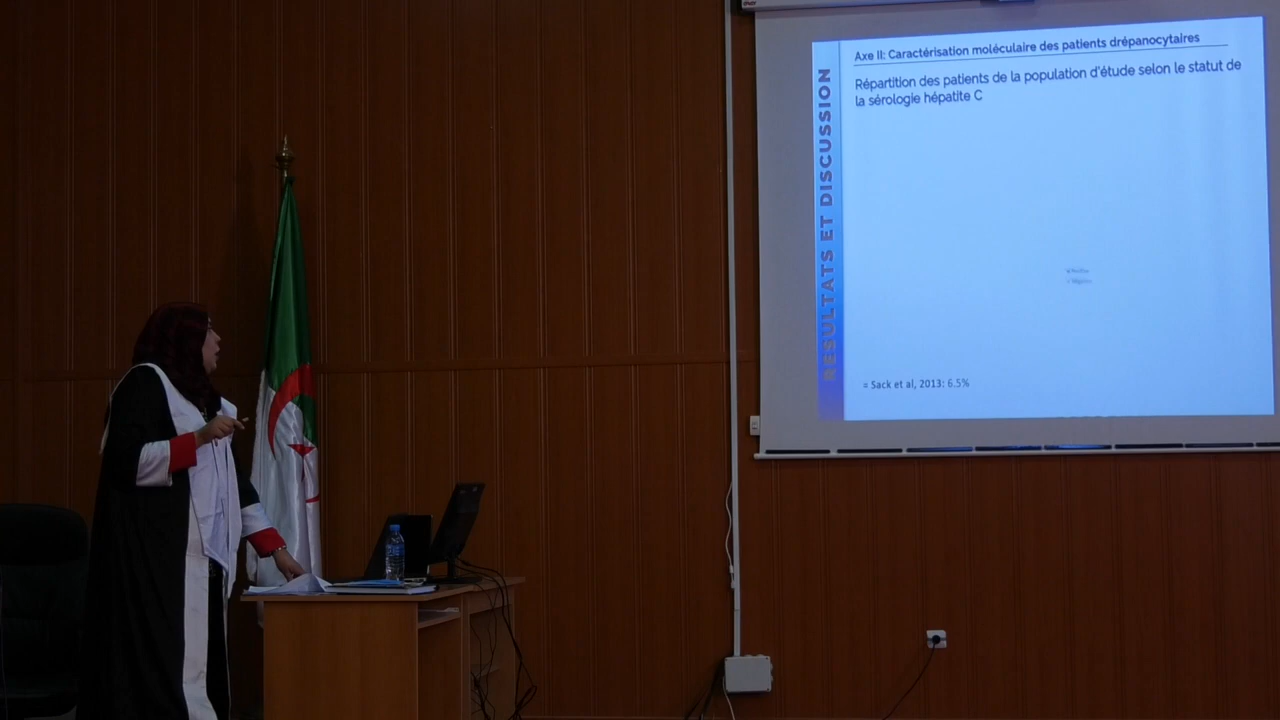 Axe II: Caractérisation moléculaire des patients drépanocytaires
Répartition des patients de la population d'étude selon le statut de
la sérologie hépatite C
RESULTATS ET DISCUSSION
= Sack et al, 2013: 6.5%